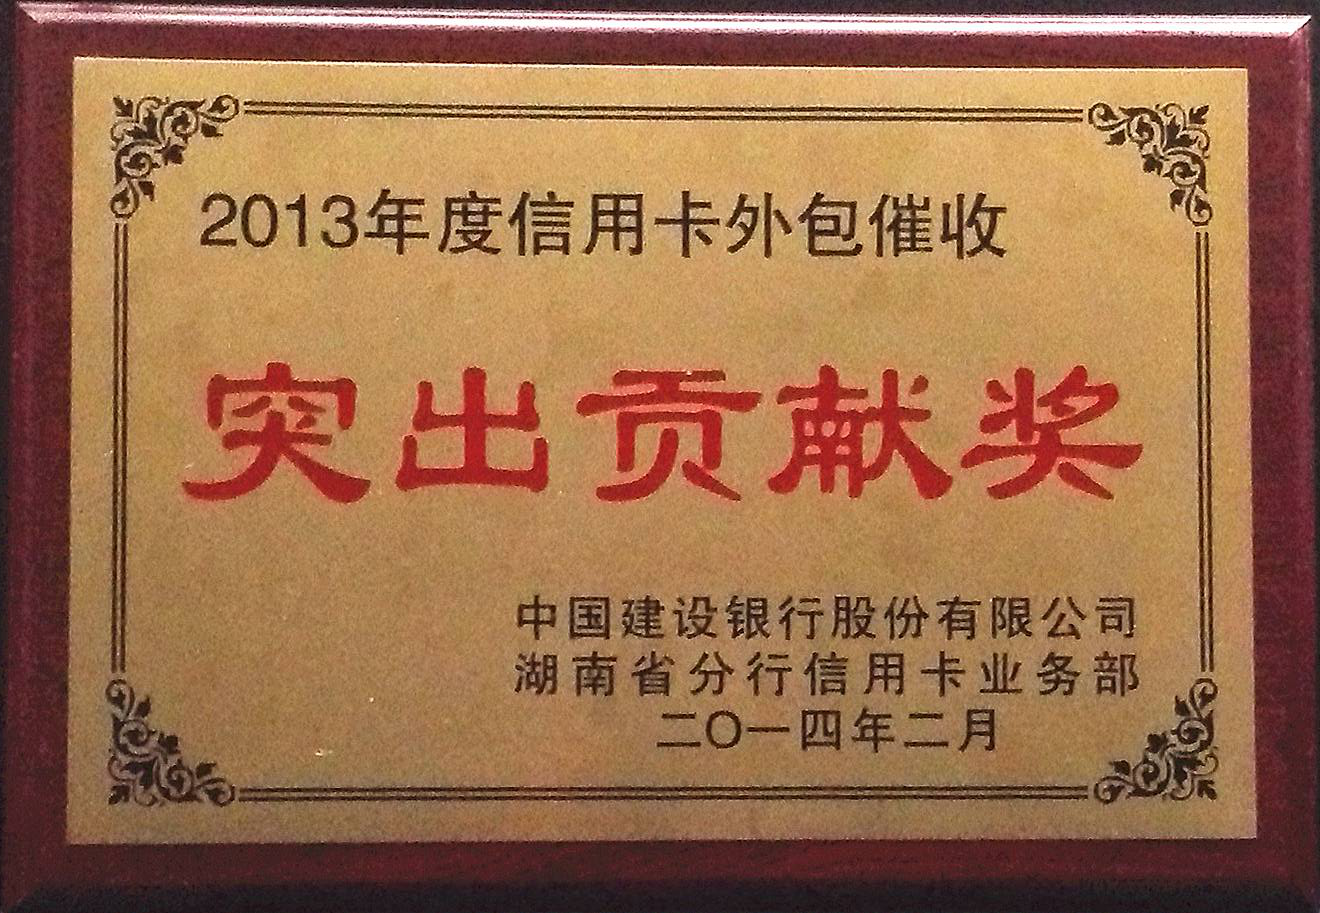 2013年度信用卡外包催收
突出贡献奖
中国建设银行股份有限公司
湖南省分行信用卡业务部
二〇一四年二月